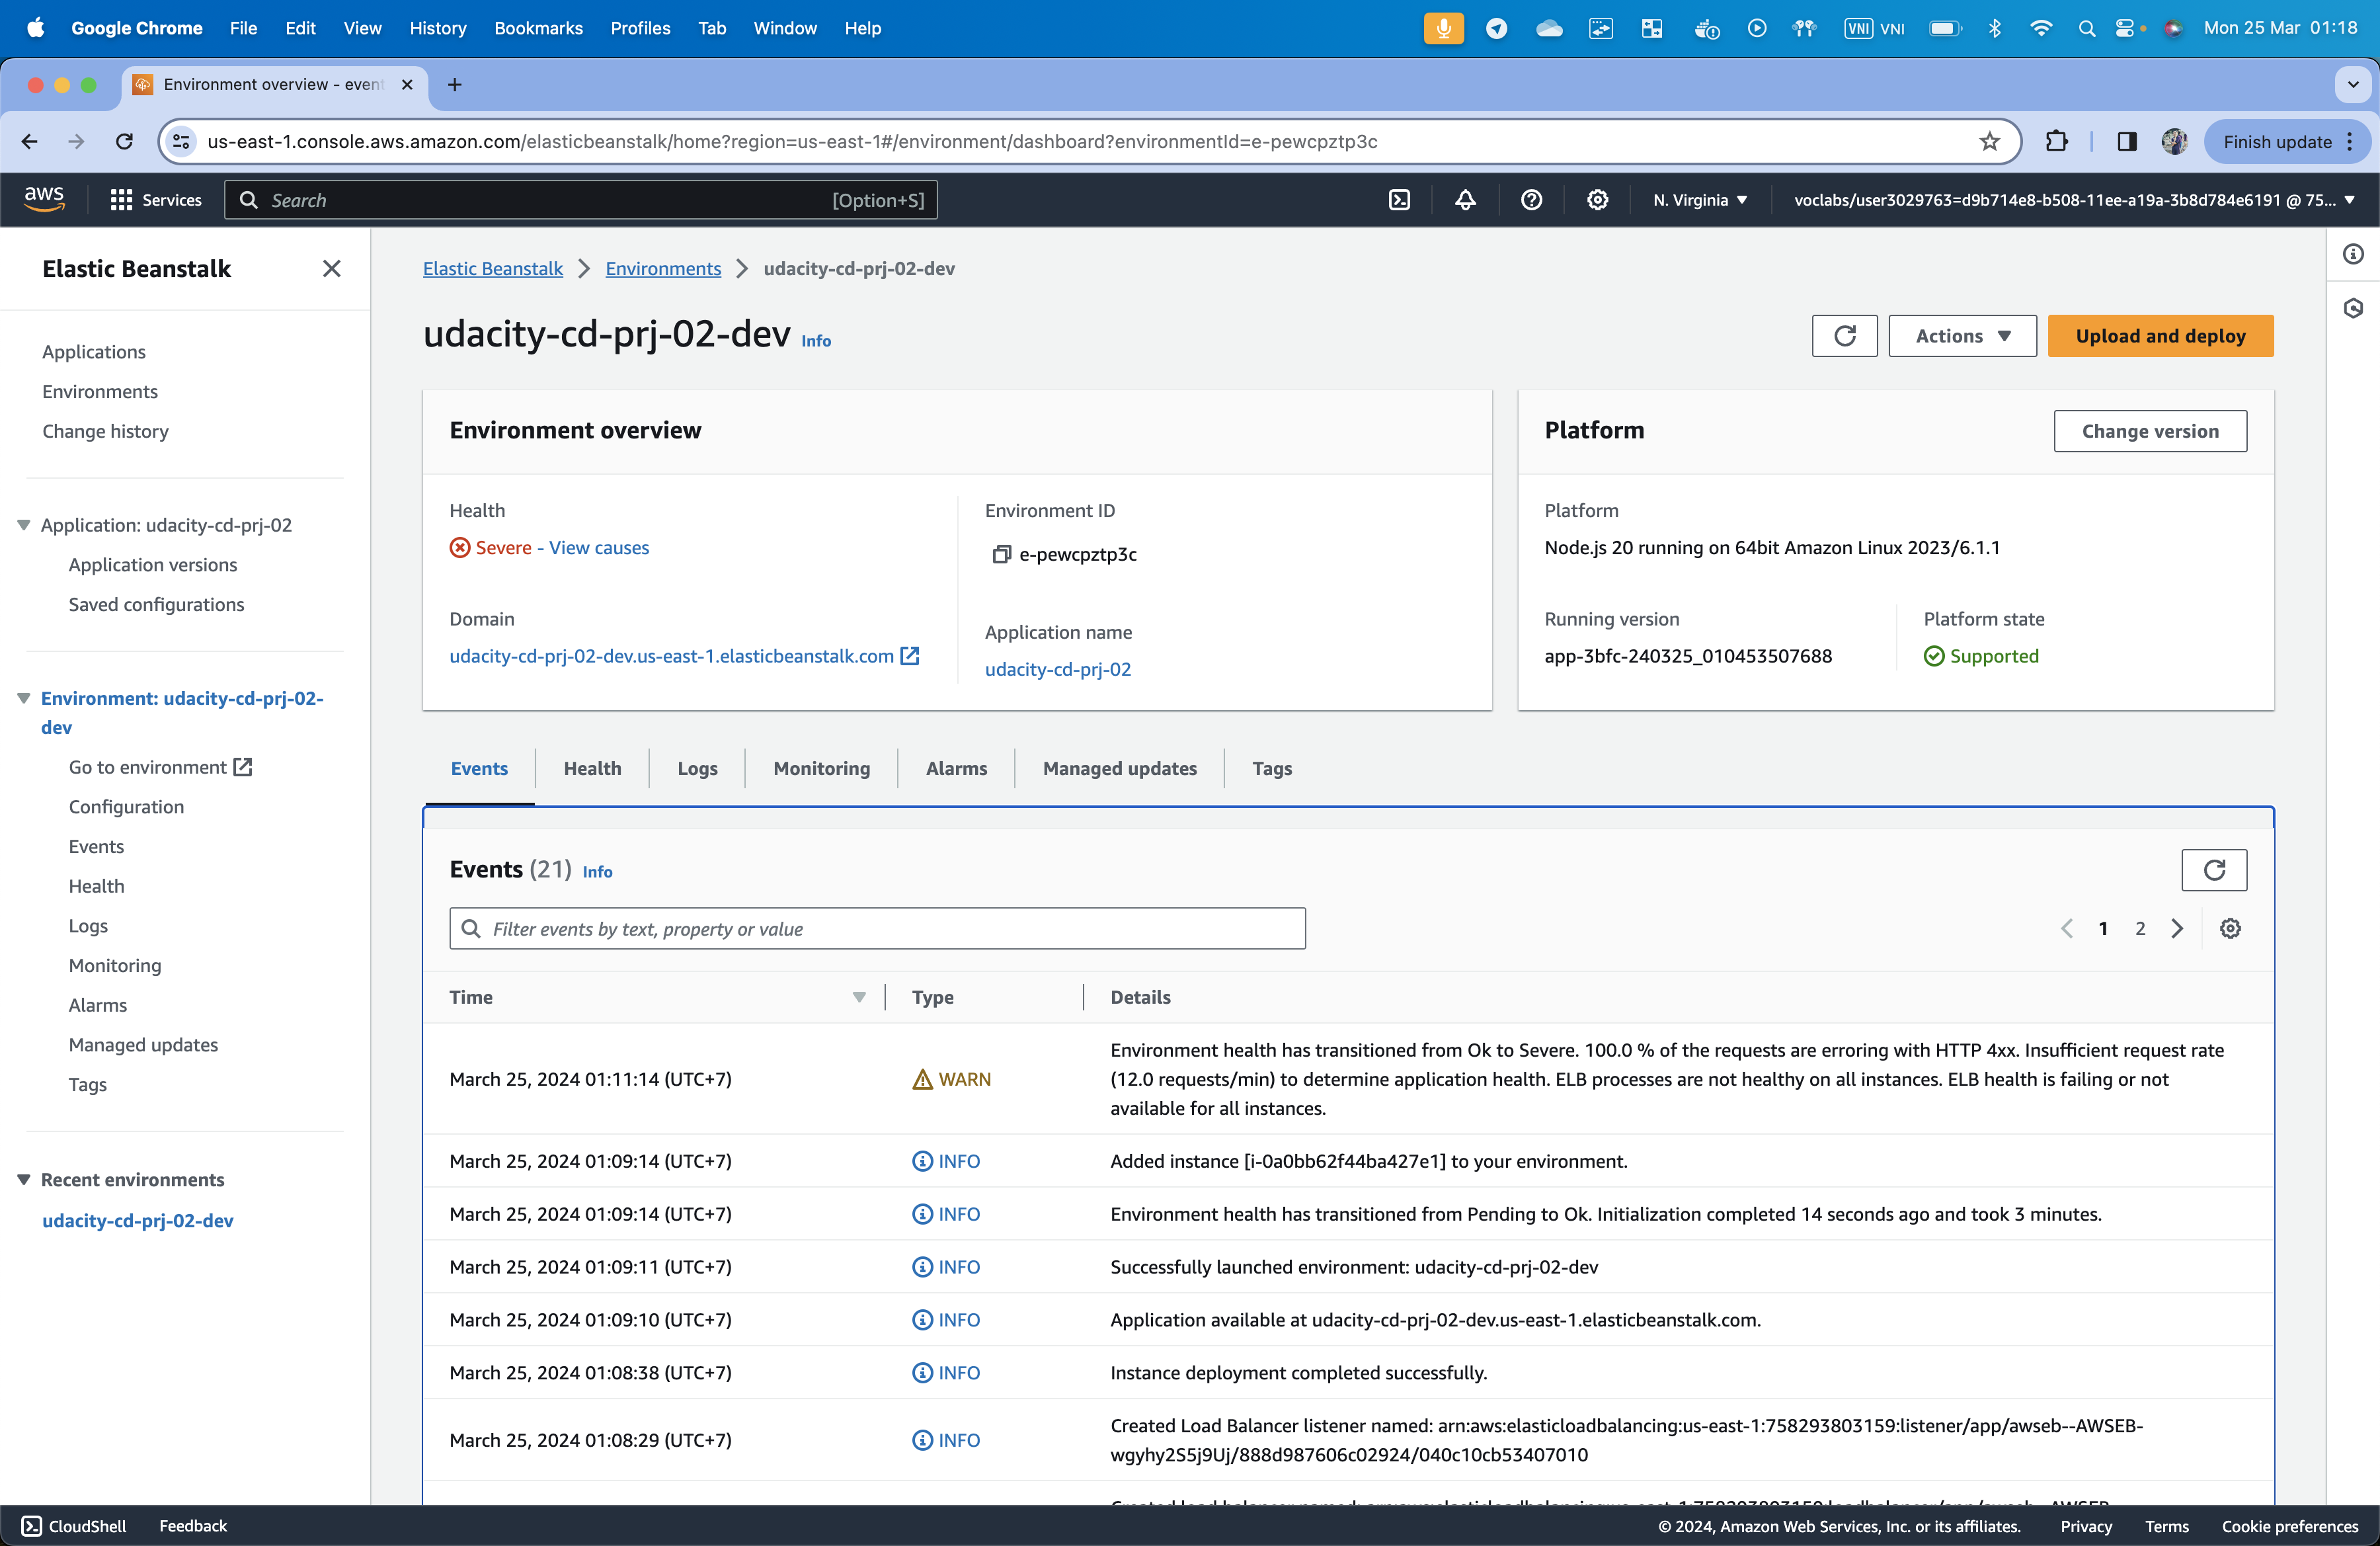 Google Chrome File Edit View History Bookmarks Profiles Tab Window Help VNI VNI Mon 25 Mar 01:18
Environment overview - event
us-east-1.console.aws.amazon.com/elasticbeanstalk/home?region=us-east-1#/environment/dashboard?environmentId=e-pewcpztp3c Finish update
aws Services Search [Option+S] N. Virginia voclabs/user3029763=d9b714e8-b508-11ee-a19a-3b8d784e6191 @ 75...
Elastic Beanstalk
Applications
Environments
Change history
Application: udacity-cd-prj-02
Application versions
Saved configurations
Environment: udacity-cd-prj-02-
dev
Go to environment
Configuration
Events
Health
Logs
Monitoring
Alarms
Managed updates
Tags
Recent environments
udacity-cd-prj-02-dev
Elastic Beanstalk Environments udacity-cd-prj-02-dev
udacity-cd-prj-02-dev Info
Actions Upload and deploy
Environment overview
Health
Severe - View causes
Domain
udacity-cd-prj-02-dev.us-east-1.elasticbeanstalk.com
Environment ID
e-pewcpztp3c
Application name
udacity-cd-prj-02
Platform Change version
Platform
Node.js 20 running on 64bit Amazon Linux 2023/6.1.1
Running version
app-3bfc-240325_010453507688
Platform state
Supported
Events Health Logs Monitoring Alarms Managed updates Tags
Events (21) Info
Filter events by text, property or value 1 2
Time Type Details
March 25, 2024 01:11:14 (UTC+7) WARN Environment health has transitioned from Ok to Severe. 100.0 % of the requests are erroring with HTTP 4xx. Insufficient request rate
(12.0 requests/min) to determine application health. ELB processes are not healthy on all instances. ELB health is failing or not
available for all instances.
March 25, 2024 01:09:14 (UTC+7) INFO Added instance [i-0a0bb62f44ba427e1] to your environment.
March 25, 2024 01:09:14 (UTC+7) INFO Environment health has transitioned from Pending to Ok. Initialization completed 14 seconds ago and took 3 minutes.
March 25, 2024 01:09:11 (UTC+7) INFO Successfully launched environment: udacity-cd-prj-02-dev
March 25, 2024 01:09:10 (UTC+7) INFO Application available at udacity-cd-prj-02-dev.us-east-1.elasticbeanstalk.com.
March 25, 2024 01:08:38 (UTC+7) INFO Instance deployment completed successfully.
March 25, 2024 01:08:29 (UTC+7) INFO Created Load Balancer listener named: arn:aws:elasticloadbalancing:us-east-1:758293803159:listener/app/awseb--AWSEB-
wgyhy2S5j9Uj/888d987606c02924/040c10cb53407010
CloudShell Feedback © 2024, Amazon Web Services, Inc. or its affiliates. Privacy Terms Cookie preferences